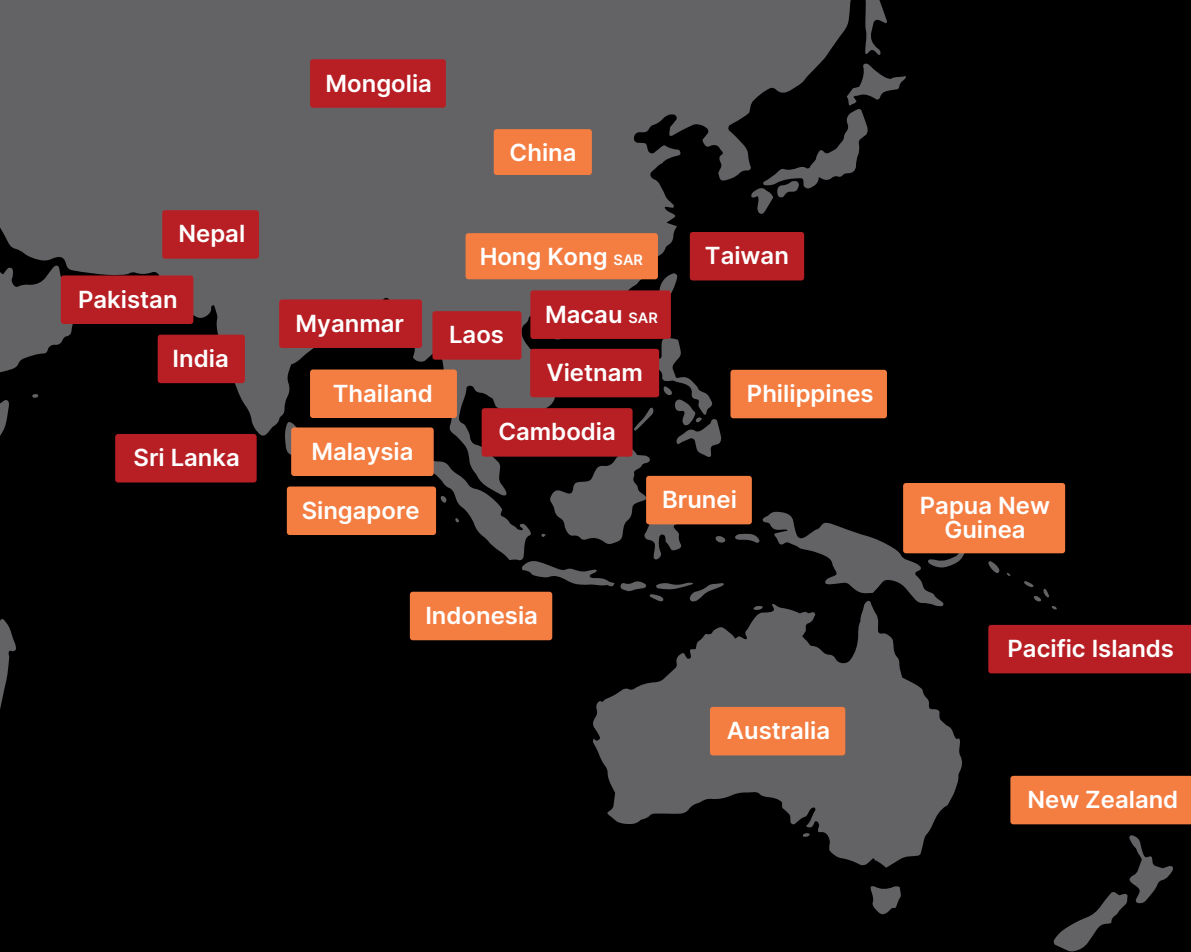 Mongolia
China
Nepal
Hong Kong SAR
Taiwan
Pakistan
Macau SAR
Myanmar
Laos
India
Vietnam
Thailand
Philippines
Cambodia
Malaysia
Sri Lanka
Brunei
Singapore
Papua New
Guinea
Indonesia
Pacific Islands
Australia
New Zealand